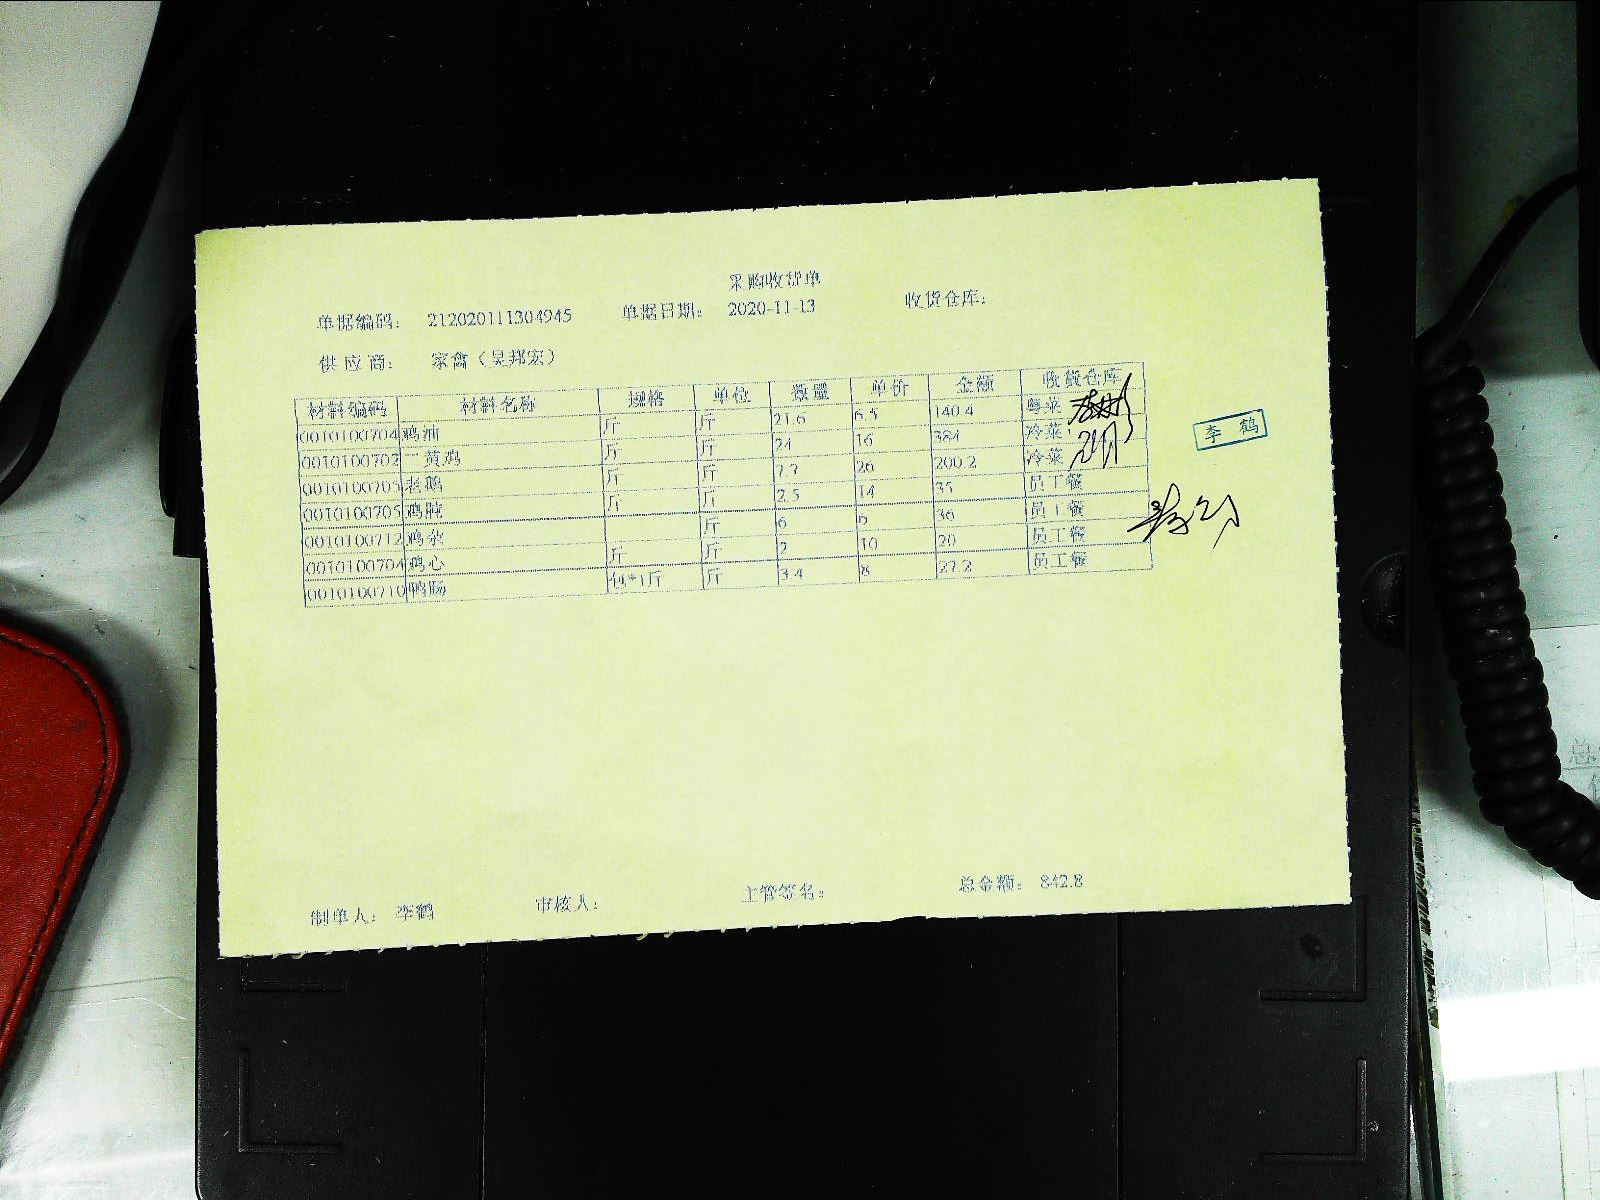 采购收货单
单据编码： 212020111304945 单据日期： 2020-11-13 收货仓库：
供应商： 家禽（吴邦宏）
材料编码 材料名称 规格 单位 数量 单价 金额 收货仓库
0010100704 鸡油 斤 斤 21.6 6.5 140.4 粤菜
0010100702 二黄鸡 斤 斤 24 16 384 冷菜
0010100703 老鹅 斤 斤 7.7 26 200.2 冷菜
0010100705 鸡脖 斤 斤 2.5 14 35 员工餐
0010100712 鸡杂 斤 6 6 36 员工餐
0010100704 鸡心 斤 斤 2 10 20 员工餐
0010100710 鸭肠 斤 3.4 8 27.2 员工餐
李鹤
制单人： 李鹤 审核人： 主管签名： 总金额： 842.8